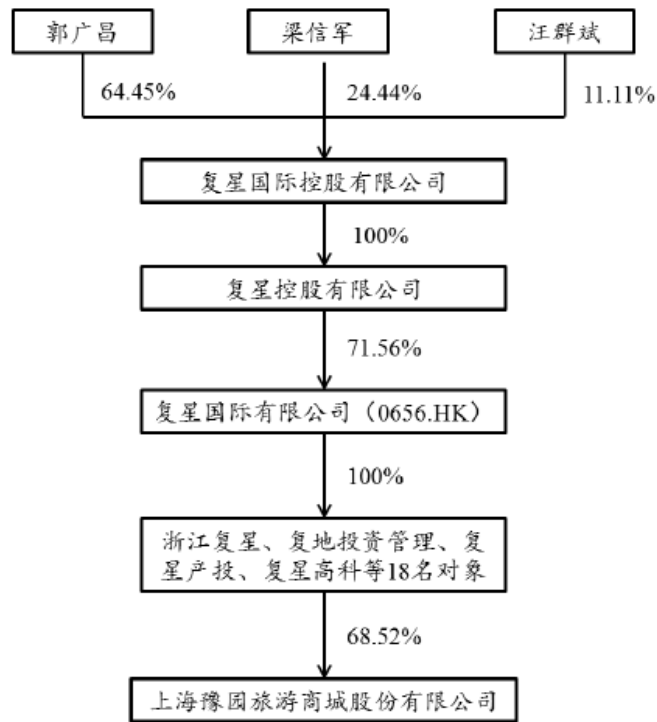 郭广昌
梁信军
汪群斌
64.45%
24.44%
11.11%
复星国际控股有限公司
100%
复星控股有限公司
71.56%
复星国际有限公司（0656.HK）
100%
浙江复星、复地投资管理、复
星产投、复星高科等18名对象
68.52%
上海豫园旅游商城股份有限公司